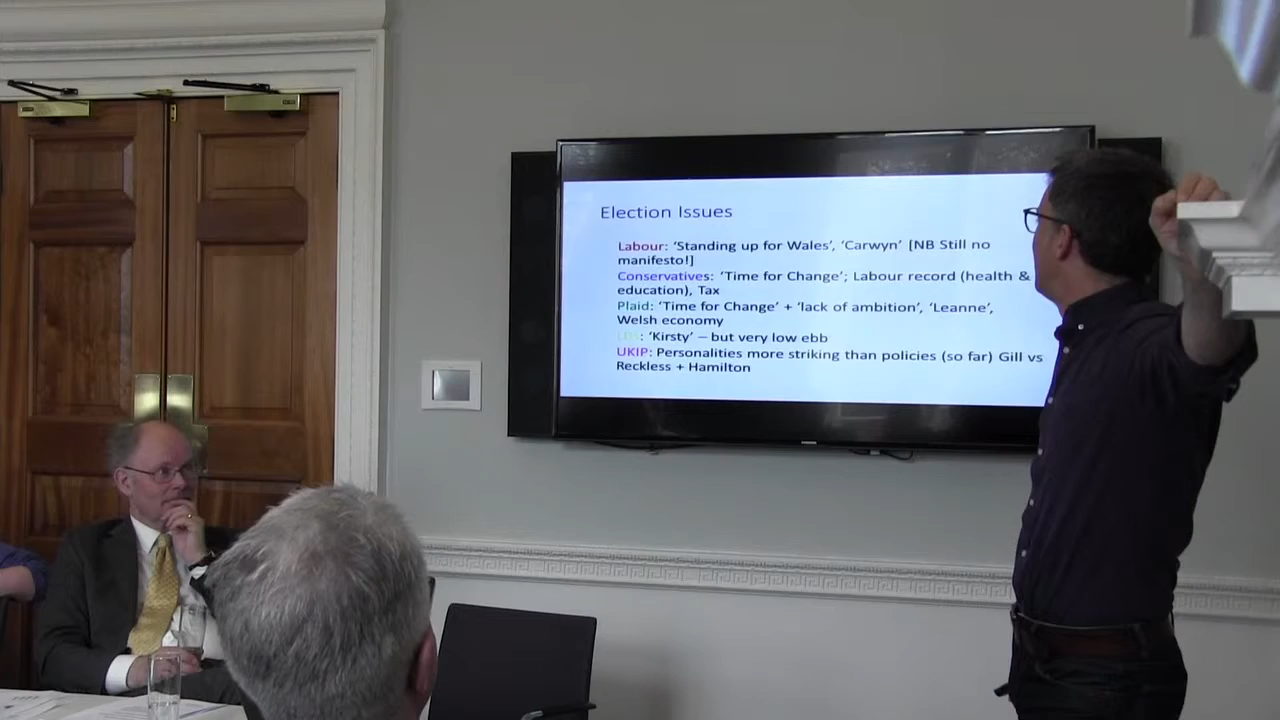 Election Issues
Labour: ‘Standing up for Wales’, ‘Carwyn’ [NB Still no
manifesto!]
Conservatives: ‘Time for Change’; Labour record (health &
education), Tax
Plaid: ‘Time for Change’ + ‘lack of ambition’, ‘Leanne’,
Welsh economy
: ‘Kirsty’ – but very low ebb
UKIP: Personalities more striking than policies (so far) Gill vs
Reckless + Hamilton